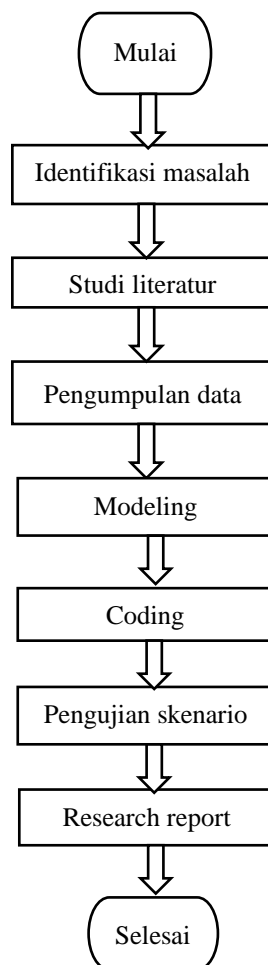 Mulai
Identifikasi masalah
Studi literatur
Pengumpulan data
Modeling
Coding
Pengujian skenario
Research report
Selesai